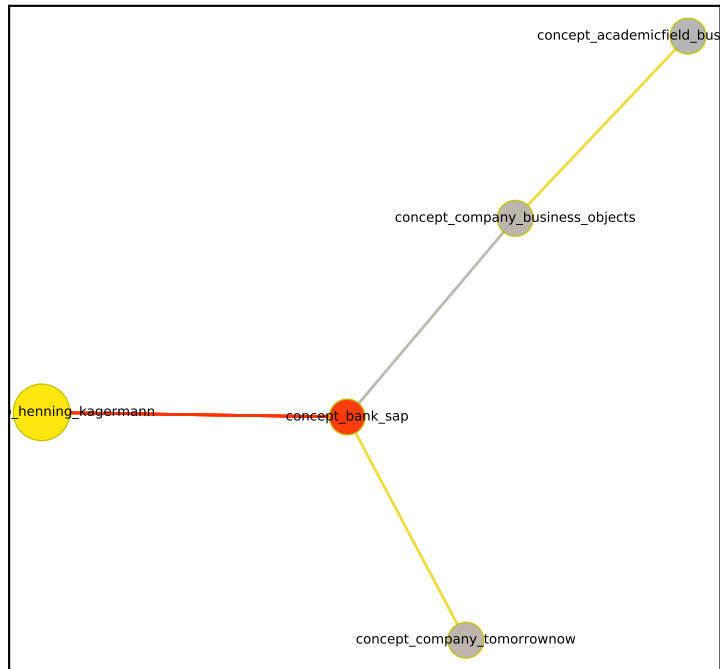 concept_academicfield_bus
concept_company_business_objects
_henning_kagermann
concept_bank_sap
concept_company_tomorrownow